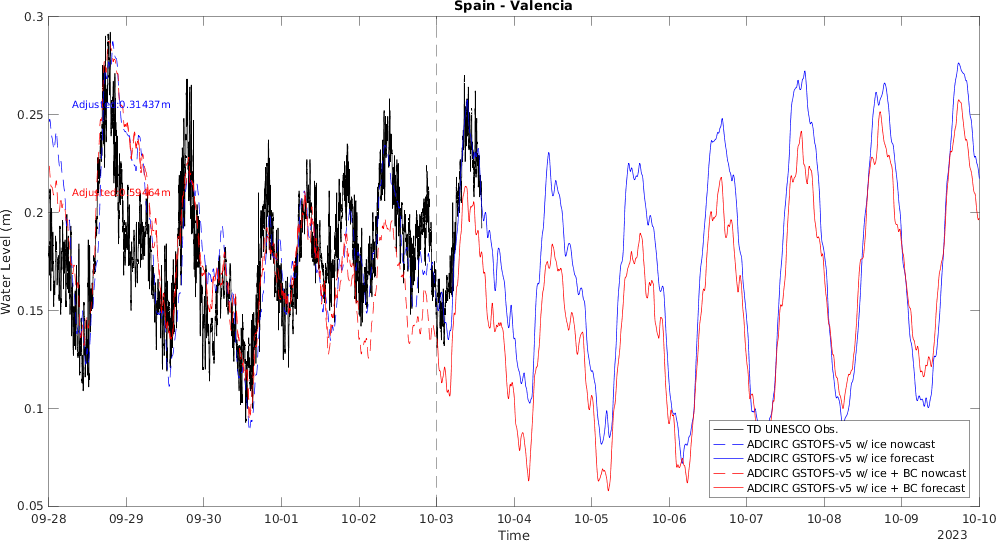 Spain - Valencia
0.3
0.25
0.2
0.15
0.1
0.05
Water Level (m)
Adjusted:0.31437m
Adjusted:0.59464m
TD UNESCO Obs.
ADCIRC GSTOFS-v5 w/ ice nowcast
ADCIRC GSTOFS-v5 w/ ice forecast
ADCIRC GSTOFS-v5 w/ ice + BC nowcast
ADCIRC GSTOFS-v5 w/ ice + BC forecast
09-28 09-29 09-30 10-01 10-02 10-03 10-04 10-05 10-06 10-07 10-08 10-09 10-10
Time
2023